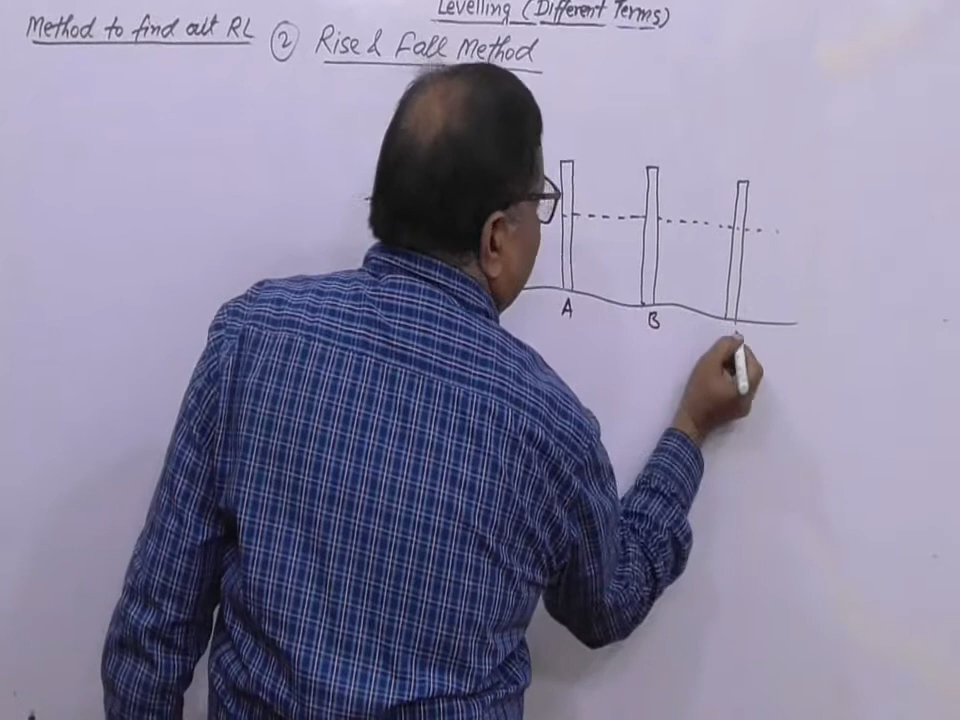 Levelling (Different Terms)
Method to find out RL
② Rise & Fall Method
A
B